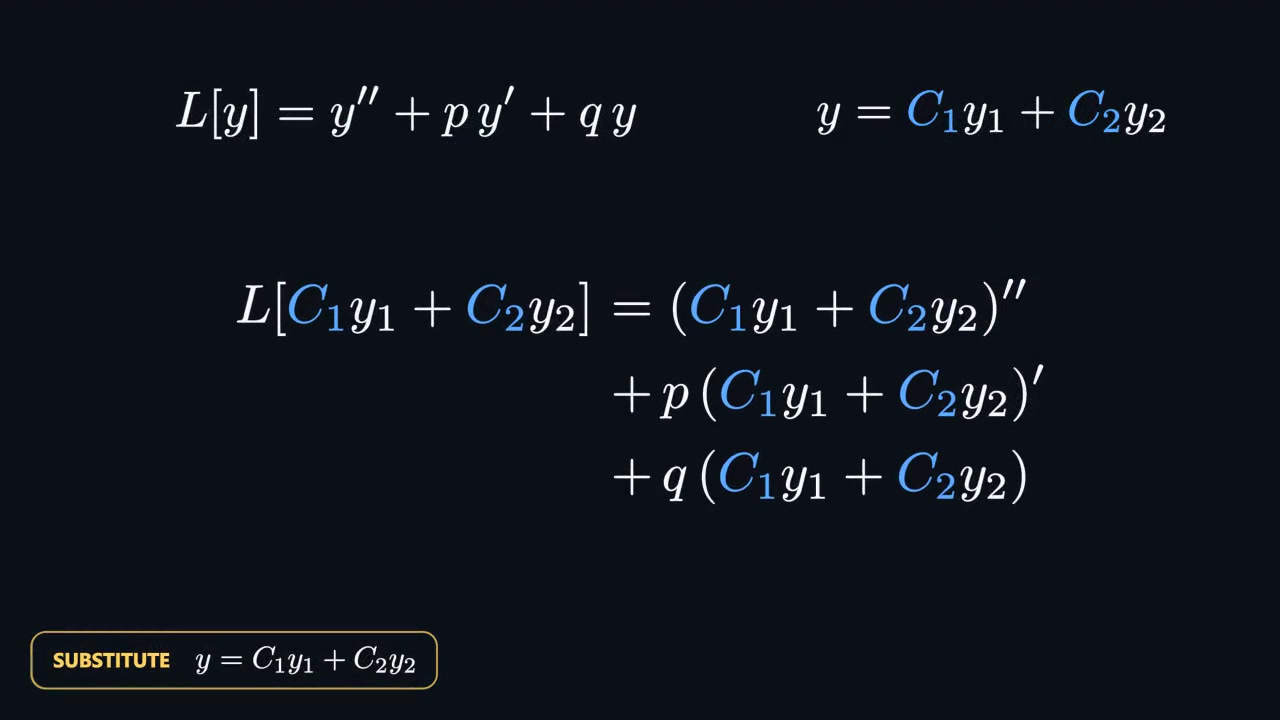 L[y] = y″ + p y′ + q y
y = C₁y₁ + C₂y₂
L[C₁y₁ + C₂y₂] = (C₁y₁ + C₂y₂)″
+ p (C₁y₁ + C₂y₂)′
+ q (C₁y₁ + C₂y₂)
SUBSTITUTE y = C₁y₁ + C₂y₂